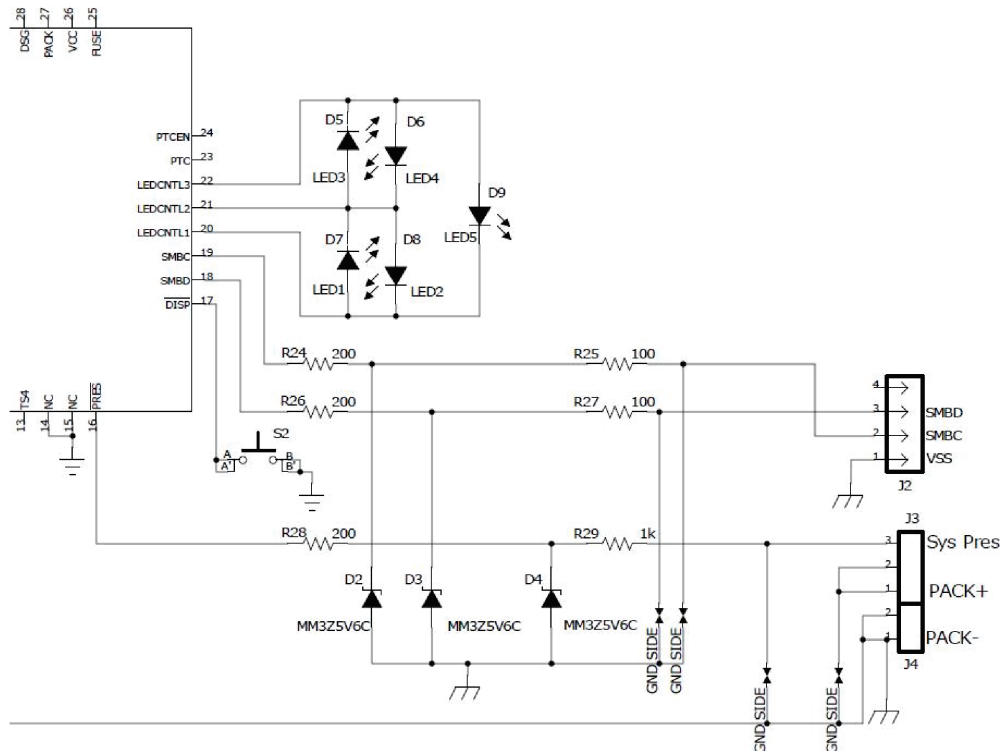 28 27 26 25
DSG PACK VCC FUSE
PTCEN 24
PTC 23
LEDCNTL3 22
LEDCNTL2 21
LEDCNTL1 20
SMBC 19
SMBD 18
DISP 17
D5 D6
LED3 LED4
D9
LED5
D7 D8
LED1 LED2
R24 200 R25 100
R26 200 R27 100
TS4 NC NC PRES
13 14 15 16
S2
A B
A' B'
4
3 SMBD
2 SMBC
1 VSS
J2
J3
R28 200 R29 1k 3 Sys Pres
2
1 PACK+
2
1 PACK-
J4
D2 D3 D4
MM3Z5V6C MM3Z5V6C MM3Z5V6C
GND SIDE GND SIDE
GND SIDE GND SIDE